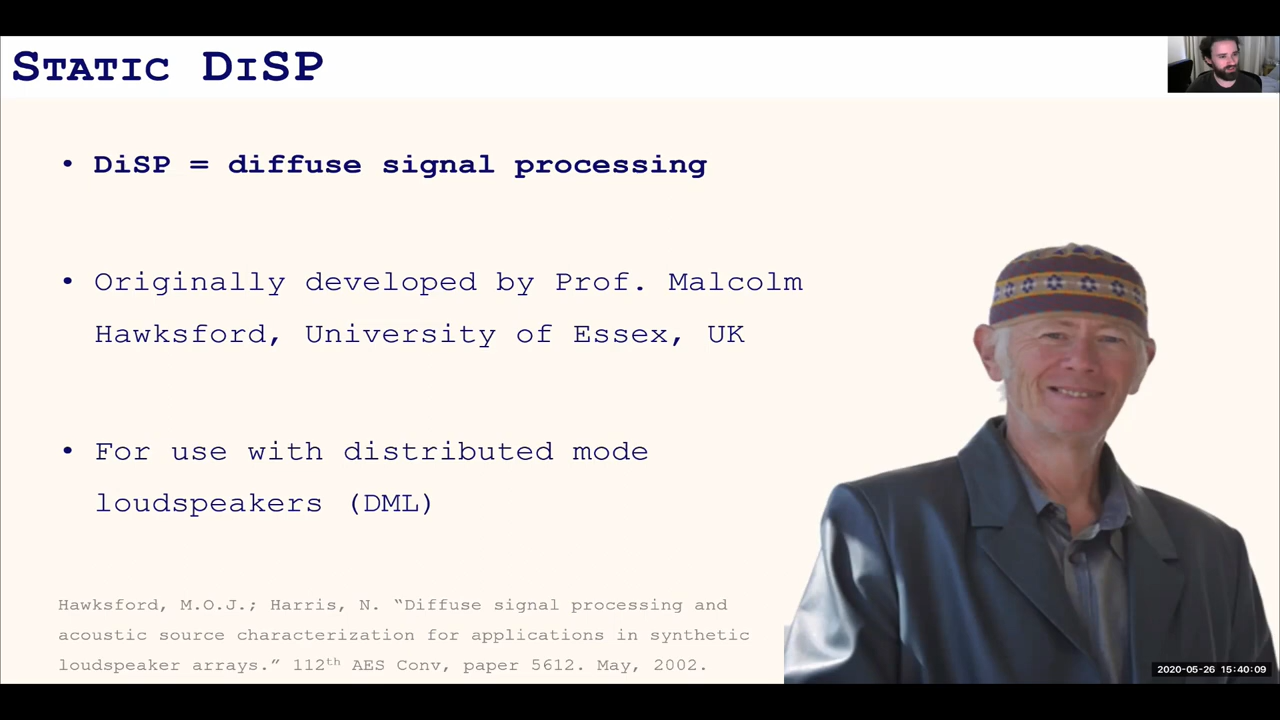 STATIC DISP
• DiSP = diffuse signal processing
• Originally developed by Prof. Malcolm
Hawksford, University of Essex, UK
• For use with distributed mode
loudspeakers (DML)
Hawksford, M.O.J.; Harris, N. “Diffuse signal processing and
acoustic source characterization for applications in synthetic
loudspeaker arrays.” 112th AES Conv, paper 5612. May, 2002.
2020-05-26 15:40:09